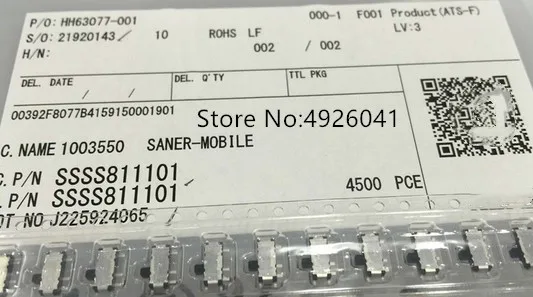 P/O: HH63077-001 000-1 F001 Product(ATS-F)
S/O: 21920143 10 ROHS LF LV:3
H/N: 002 / 002
DEL. DATE DEL. Q'TY TTL PKG
/ /
00392F8077B4159150001901
Store No:4926041
C. NAME 1003550 SANER-MOBILE
C. P/N SSSS811101
. P/N SSSS811101 4500 PCE
OT NO J225924065